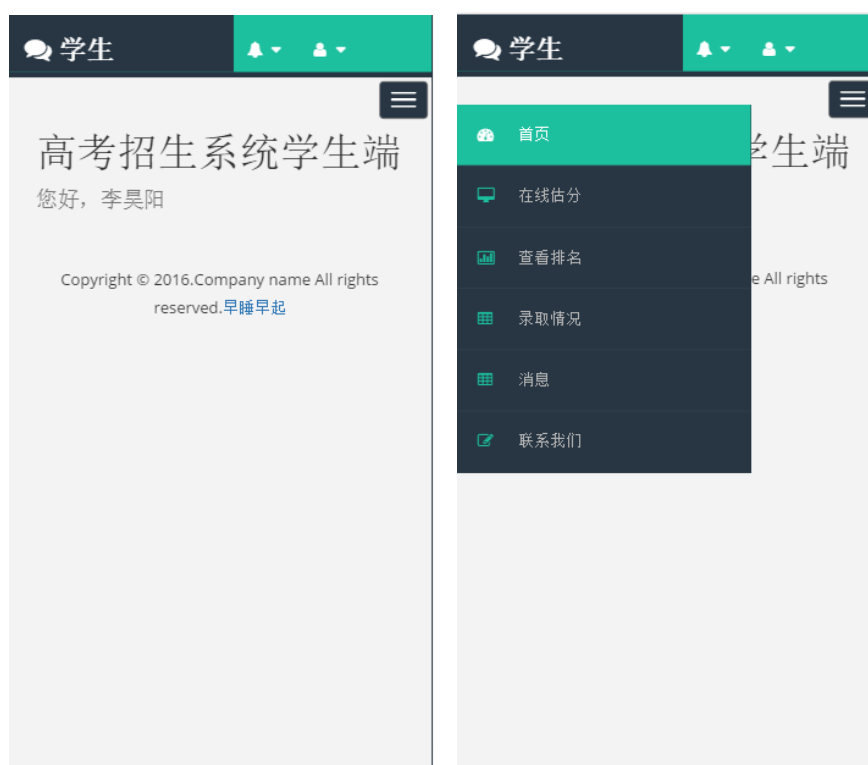 学生
高考招生系统学生端
您好，李昊阳
Copyright © 2016.Company name All rights
reserved.早睡早起
学生
学生端
首页
在线估分
查看排名
e All rights
录取情况
消息
联系我们